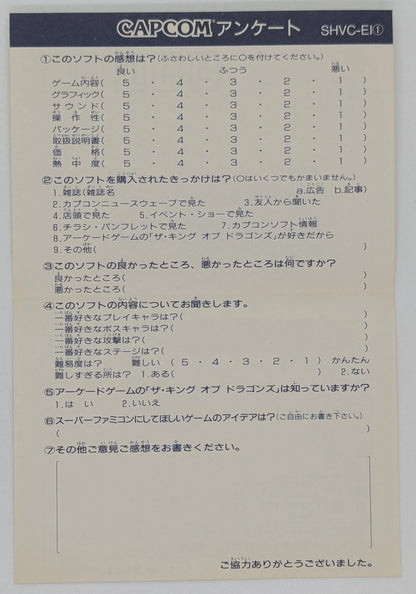 CAPCOM アンケート SHVC-EI①
①このソフトの感想は？(ふさわしいところに○を付けてください。)
良い ふつう 悪い
ゲーム内容( 5 ・ 4 ・ 3 ・ 2 ・ 1 )
グラフィック( 5 ・ 4 ・ 3 ・ 2 ・ 1 )
サウンド( 5 ・ 4 ・ 3 ・ 2 ・ 1 )
操作性( 5 ・ 4 ・ 3 ・ 2 ・ 1 )
パッケージ( 5 ・ 4 ・ 3 ・ 2 ・ 1 )
取扱説明書( 5 ・ 4 ・ 3 ・ 2 ・ 1 )
価格( 5 ・ 4 ・ 3 ・ 2 ・ 1 )
熱中度( 5 ・ 4 ・ 3 ・ 2 ・ 1 )
②このソフトを購入されたきっかけは？(○はいくつでもかまいません。)
1.雑誌(雑誌名 a.広告 b.記事)
2.カプコンニュースウェーブで見た 3.友人から聞いた
4.店頭で見た 5.イベント・ショーで見た
6.チラシ・パンフレットで見た 7.カプコンソフト情報
8.アーケードゲームの「ザ・キング オブ ドラゴンズ」が好きだから
9.その他( )
③このソフトの良かったところ、悪かったところは何ですか？
良かったところ( )
悪かったところ( )
④このソフトの内容についてお聞きします。
一番好きなプレイキャラは？( )
一番好きなボスキャラは？( )
一番好きな攻撃は？( )
一番好きなステージは？( )
難易度は？ 難しい ( 5 ・ 4 ・ 3 ・ 2 ・ 1 ) かんたん
難しすぎる所は？ 1.ある( ) 2.ない
⑤アーケードゲームの「ザ・キング オブ ドラゴンズ」は知っていますか？
1.はい 2.いいえ
⑥スーパーファミコンにしてほしいゲームのアイデアは？(ご自由にお書き下さい。)
( )
⑦その他ご意見ご感想をお書きください。
ご協力ありがとうございました。